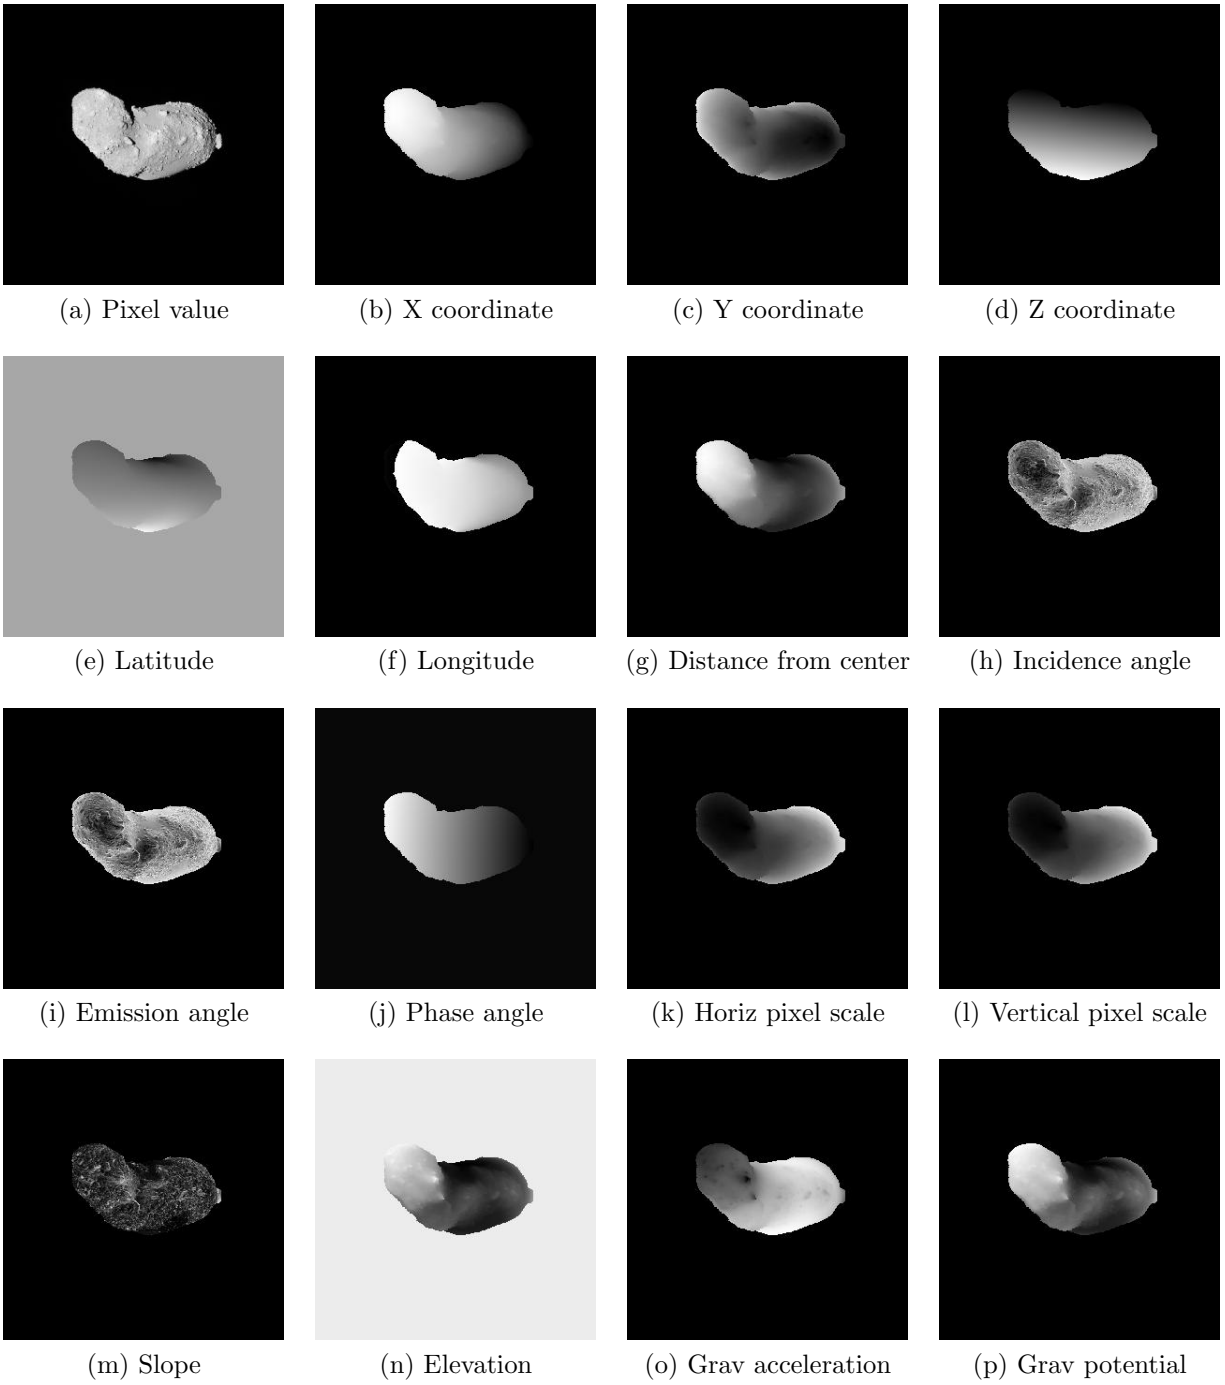 (a) Pixel value
(b) X coordinate
(c) Y coordinate
(d) Z coordinate
(e) Latitude
(f) Longitude
(g) Distance from center
(h) Incidence angle
(i) Emission angle
(j) Phase angle
(k) Horiz pixel scale
(l) Vertical pixel scale
(m) Slope
(n) Elevation
(o) Grav acceleration
(p) Grav potential